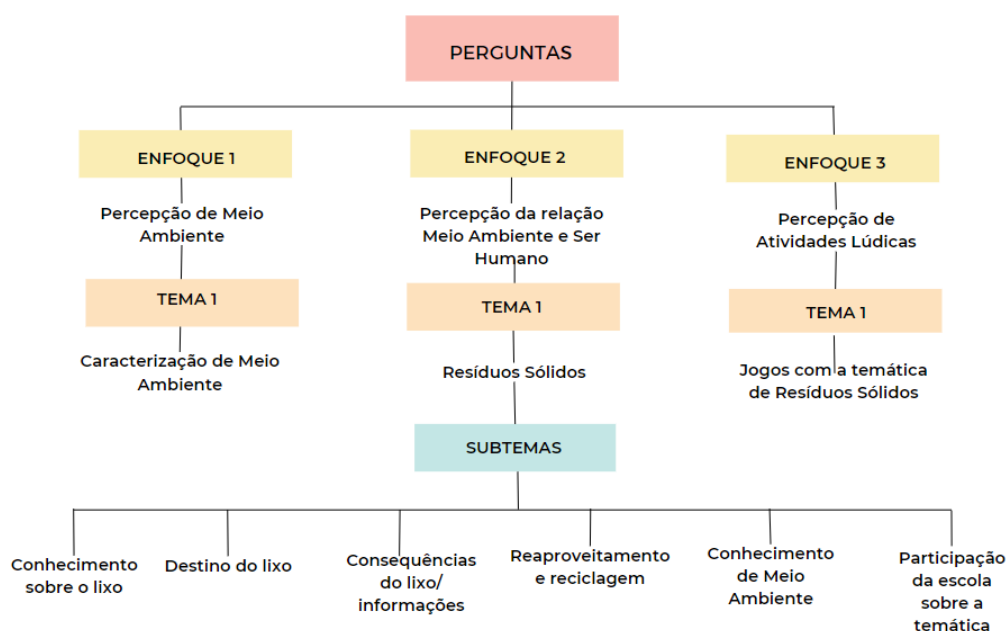 PERGUNTAS
ENFOQUE 1
Percepção de Meio
Ambiente
TEMA 1
Caracterização de Meio
Ambiente
ENFOQUE 2
Percepção da relação
Meio Ambiente e Ser
Humano
TEMA 1
Resíduos Sólidos
ENFOQUE 3
Percepção de
Atividades Lúdicas
TEMA 1
Jogos com a temática
de Resíduos Sólidos
SUBTEMAS
Conhecimento
sobre o lixo
Destino do lixo
Consequências
do lixo/
informações
Reaproveitamento
e reciclagem
Conhecimento
de Meio
Ambiente
Participação
da escola
sobre a
temática